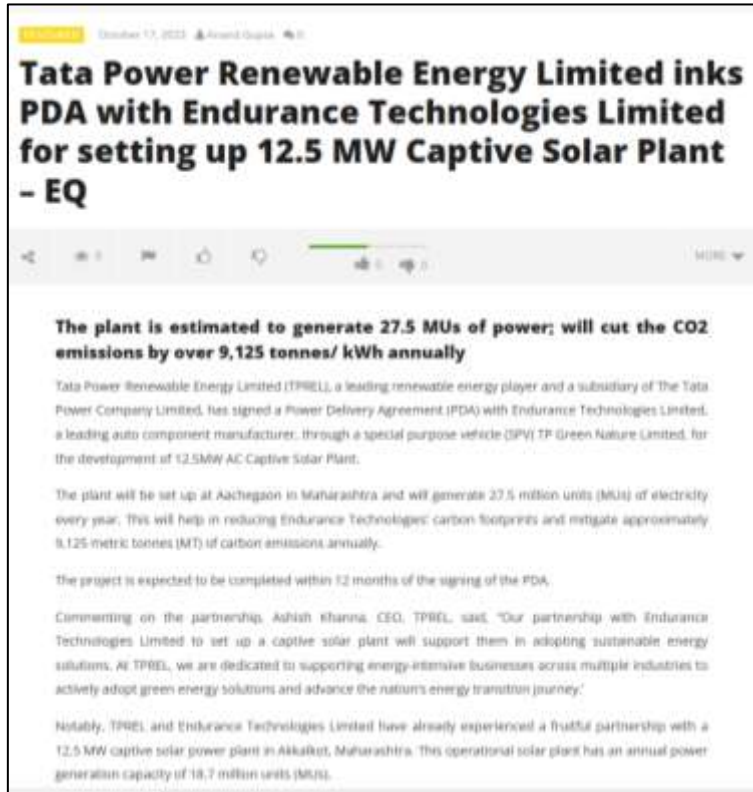 FEATURED October 17, 2023 Anand Gupta 0
Tata Power Renewable Energy Limited inks
PDA with Endurance Technologies Limited
for setting up 12.5 MW Captive Solar Plant
– EQ
0 0 0 MORE
The plant is estimated to generate 27.5 MUs of power; will cut the CO2
emissions by over 9,125 tonnes/ kWh annually
Tata Power Renewable Energy Limited (TPREL), a leading renewable energy player and a subsidiary of The Tata
Power Company Limited, has signed a Power Delivery Agreement (PDA) with Endurance Technologies Limited,
a leading auto component manufacturer, through a special purpose vehicle (SPV) TP Green Nature Limited, for
the development of 12.5MW AC Captive Solar Plant.
The plant will be set up at Aachegaon in Maharashtra and will generate 27.5 million units (MUs) of electricity
every year. This will help in reducing Endurance Technologies' carbon footprints and mitigate approximately
9,125 metric tonnes (MT) of carbon emissions annually.
The project is expected to be completed within 12 months of the signing of the PDA.
Commenting on the partnership, Ashish Khanna, CEO, TPREL, said, "Our partnership with Endurance
Technologies Limited to set up a captive solar plant will support them in adopting sustainable energy
solutions. At TPREL, we are dedicated to supporting energy-intensive businesses across multiple industries to
actively adopt green energy solutions and advance the nation's energy transition journey.'
Notably, TPREL and Endurance Technologies Limited have already experienced a fruitful partnership with a
12.5 MW captive solar power plant in Akkalkot, Maharashtra. This operational solar plant has an annual power
generation capacity of 18.7 million units (MUs).